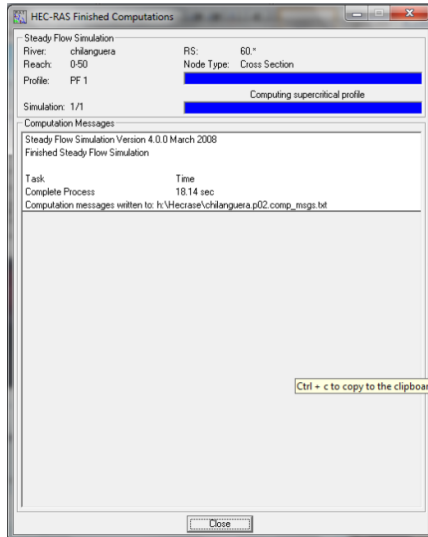 HEC-RAS Finished Computations
Steady Flow Simulation
River: chilanguera RS: 60.*
Reach: 0-50 Node Type: Cross Section
Profile: PF 1
Computing supercritical profile
Simulation: 1/1
Computation Messages
Steady Flow Simulation Version 4.0.0 March 2008
Finished Steady Flow Simulation
Task Time
Complete Process 18.14 sec
Computation messages written to: h:\Hecrase\chilanguera.p02.comp_msgs.txt
Ctrl + c to copy to the clipboar
Close